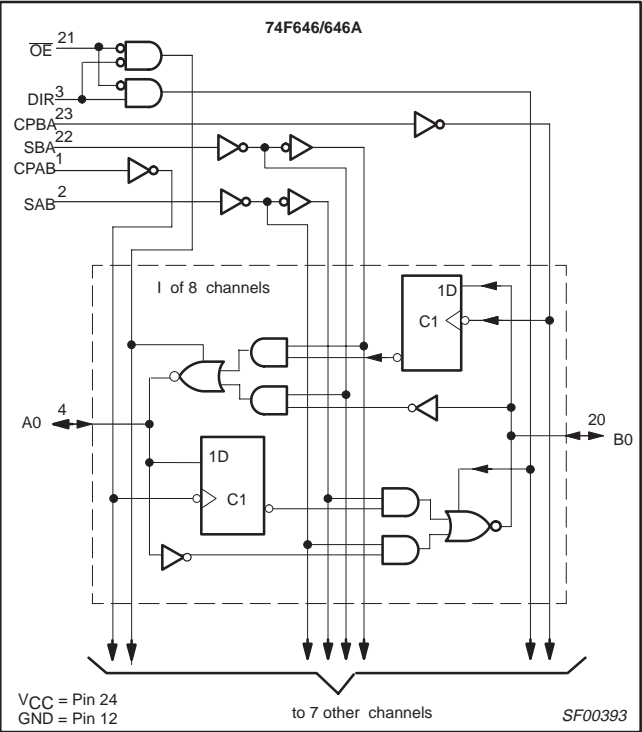 74F646/646A
OE 21
DIR 3
CPBA 23
SBA 22
CPAB 1
SAB 2
I of 8 channels
1D
C1
A0 4
20
B0
1D
C1
VCC = Pin 24
GND = Pin 12
to 7 other channels
SF00393